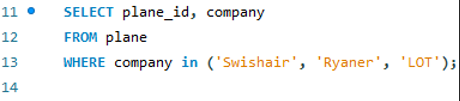 11 SELECT plane_id, company
12 FROM plane
13 WHERE company in ('Swishair', 'Ryaner', 'LOT');
14